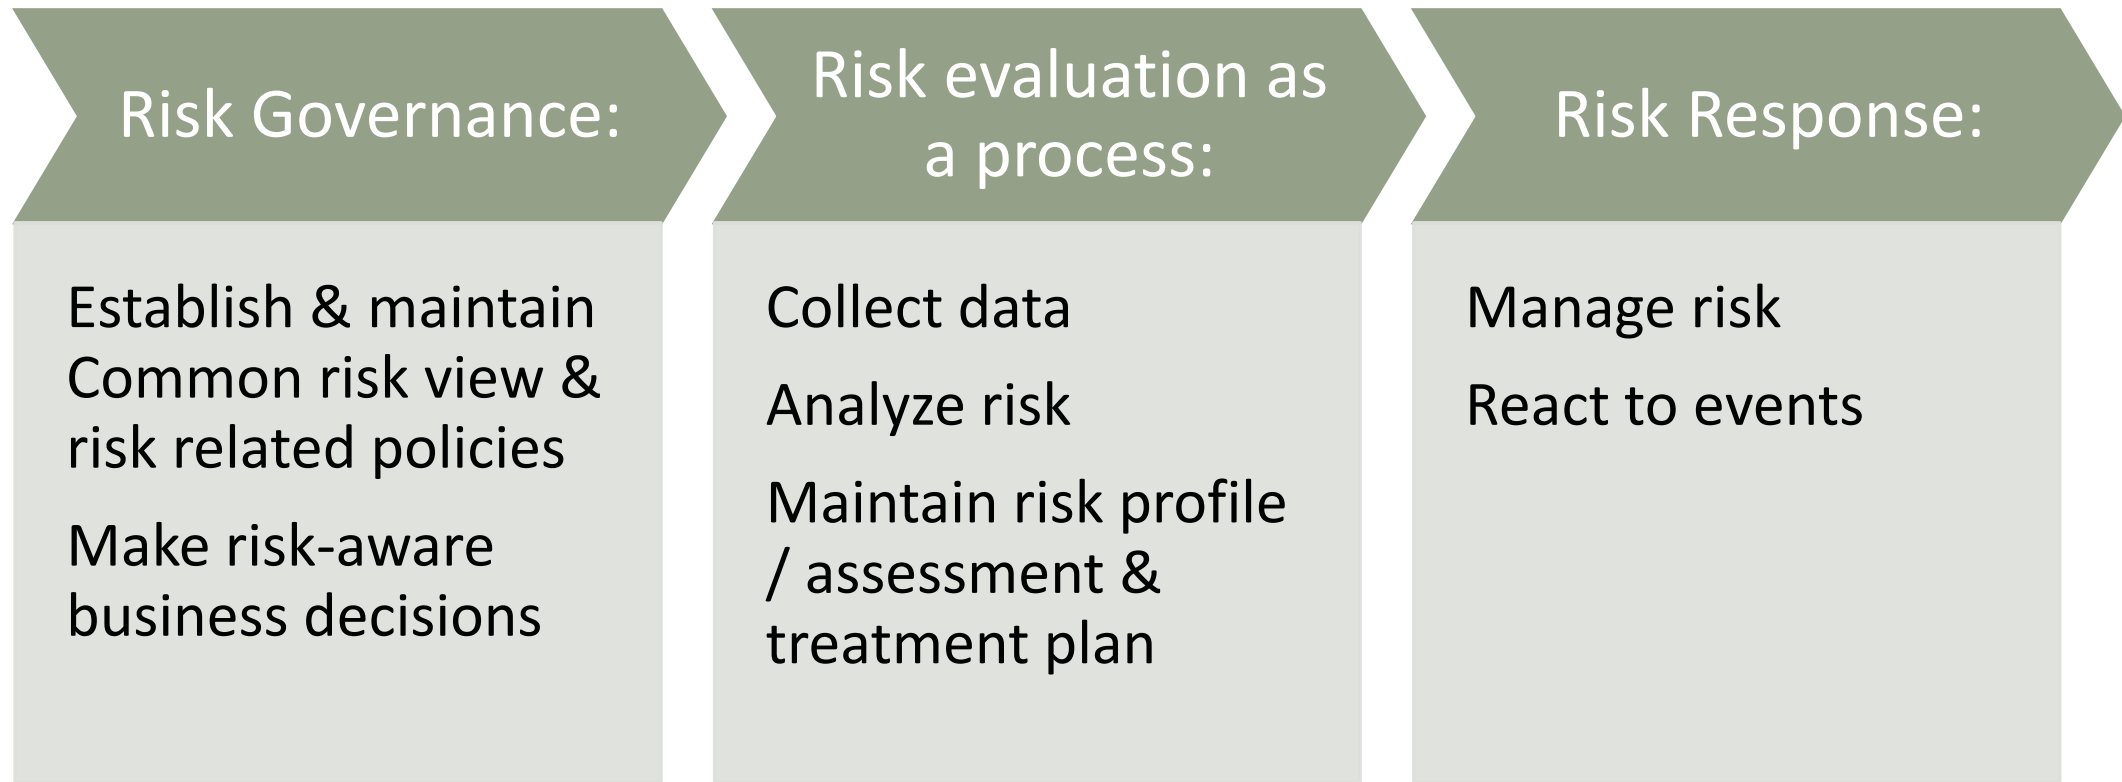 Risk Governance:
Establish & maintain
Common risk view &
risk related policies
Make risk-aware
business decisions
Risk evaluation as
a process:
Collect data
Analyze risk
Maintain risk profile
/ assessment &
treatment plan
Risk Response:
Manage risk
React to events